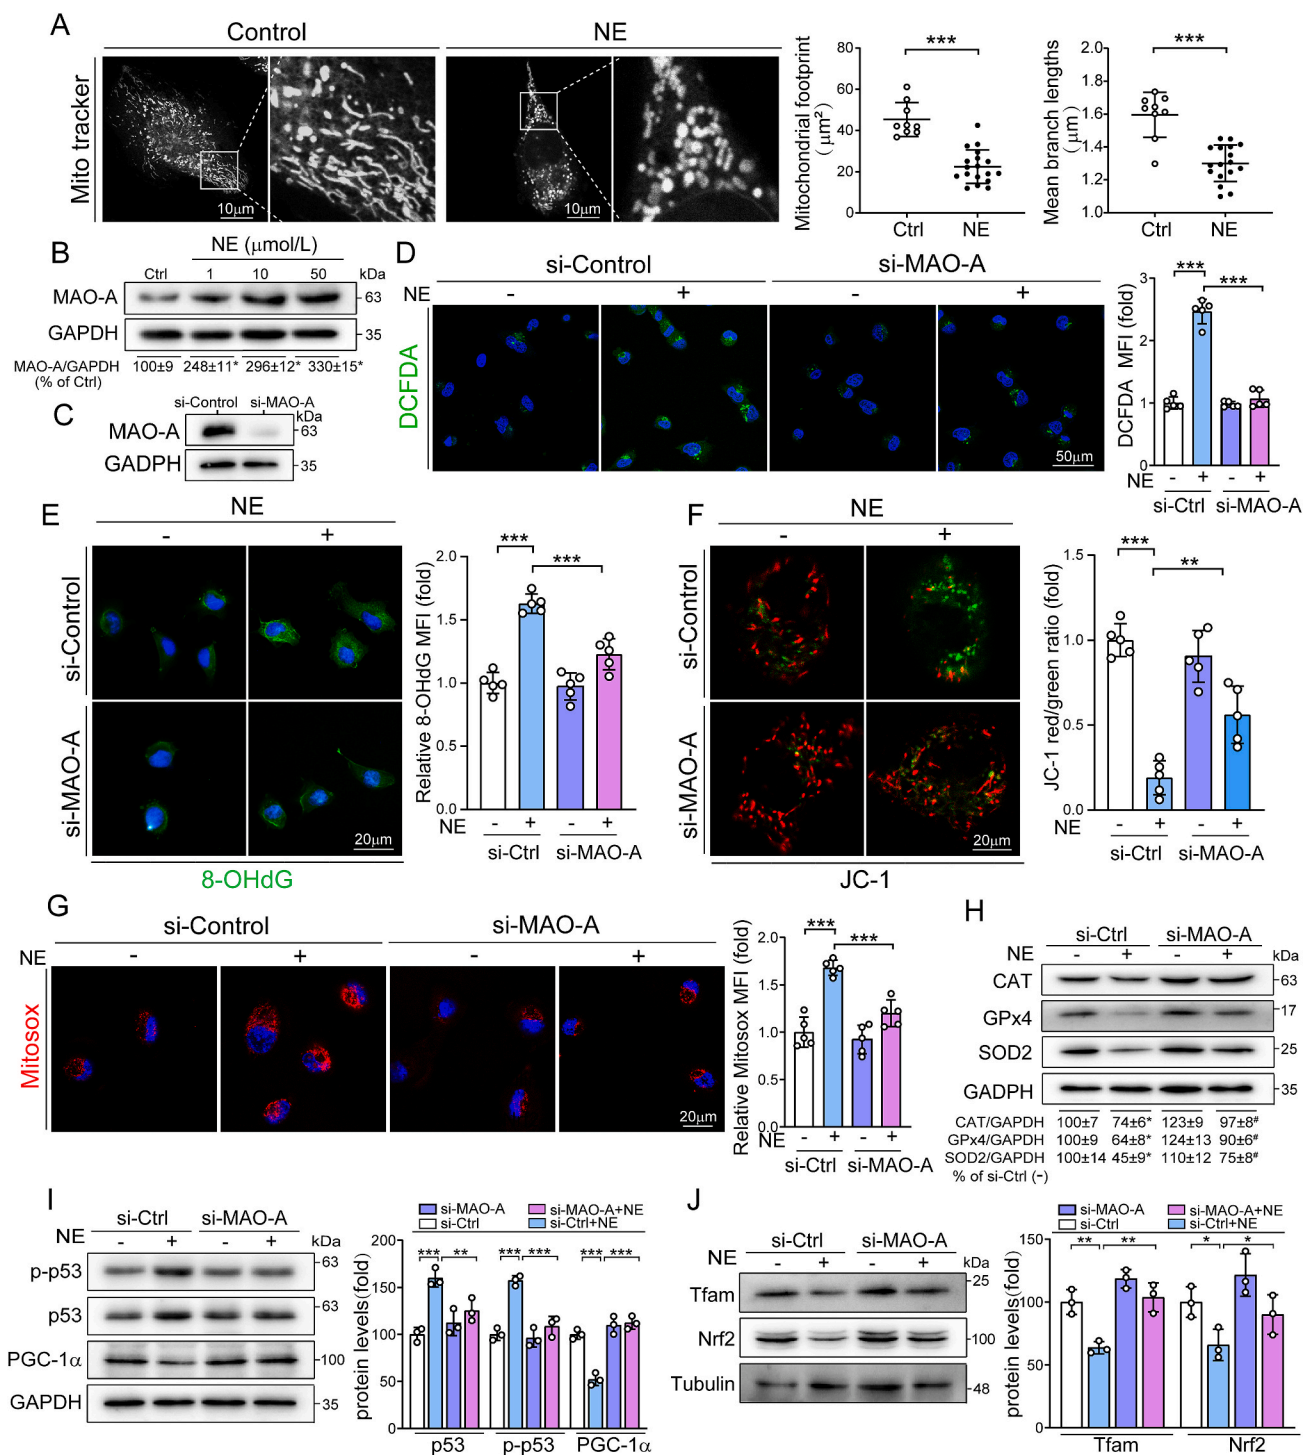 A
Control
NE
Mito tracker
10μm
10μm
Mitochondrial footprint
(μm²)
80
60
40
20
0
***
Ctrl
NE
Mean branch lengths
(μm)
2.0
1.8
1.6
1.4
1.2
1.0
***
Ctrl
NE
B
NE (μmol/L)
Ctrl 1 10 50 kDa
MAO-A 63
GAPDH 35
MAO-A/GAPDH 100±9 248±11* 296±12* 330±15*
(% of Ctrl)
C
si-Control si-MAO-A
kDa
MAO-A 63
GADPH 35
D
si-Control si-MAO-A
NE - + - +
DCFDA
50μm
DCFDA MFI (fold)
3
2
1
0
*** ***
NE - + - +
si-Ctrl si-MAO-A
E
NE
- +
si-Control
si-MAO-A
20μm
8-OHdG
Relative 8-OHdG MFI (fold)
2.0
1.5
1.0
0.5
0.0
*** ***
NE - + - +
si-Ctrl si-MAO-A
F
NE
- +
si-Control
si-MAO-A
20μm
JC-1
JC-1 red/green ratio (fold)
1.5
1.0
0.5
0.0
*** **
NE - + - +
si-Ctrl si-MAO-A
G
si-Control si-MAO-A
NE - + - +
Mitosox
20μm
Relative Mitosox MFI (fold)
2.0
1.5
1.0
0.5
0.0
*** ***
NE - + - +
si-Ctrl si-MAO-A
H
si-Ctrl si-MAO-A
NE - + - + kDa
CAT 63
GPx4 17
SOD2 25
GADPH 35
CAT/GAPDH 100±7 74±6* 123±9 97±8#
GPx4/GAPDH 100±9 64±8* 124±13 90±6#
SOD2/GAPDH 100±14 45±9* 110±12 75±8#
% of si-Ctrl (-)
I
si-Ctrl si-MAO-A
NE - + - + kDa
p-p53 63
p53 63
PGC-1α 100
GAPDH 35
si-MAO-A si-MAO-A+NE
si-Ctrl si-Ctrl+NE
protein levels(fold)
200
150
100
50
0
*** ** *** *** *** ***
p53 p-p53 PGC-1α
J
si-Ctrl si-MAO-A
NE - + - + kDa
Tfam 25
Nrf2 100
Tubulin 48
si-MAO-A si-MAO-A+NE
si-Ctrl si-Ctrl+NE
protein levels(fold)
150
100
50
0
** ** * *
Tfam Nrf2